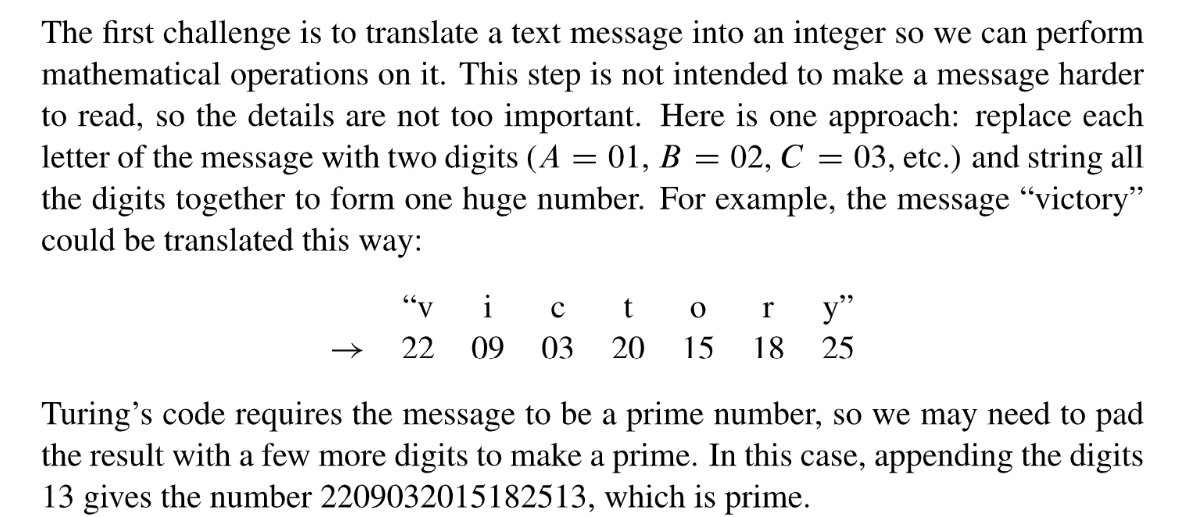 The first challenge is to translate a text message into an integer so we can perform
mathematical operations on it. This step is not intended to make a message harder
to read, so the details are not too important. Here is one approach: replace each
letter of the message with two digits (A = 01, B = 02, C = 03, etc.) and string all
the digits together to form one huge number. For example, the message “victory”
could be translated this way:
“v i c t o r y”
→ 22 09 03 20 15 18 25
Turing’s code requires the message to be a prime number, so we may need to pad
the result with a few more digits to make a prime. In this case, appending the digits
13 gives the number 2209032015182513, which is prime.